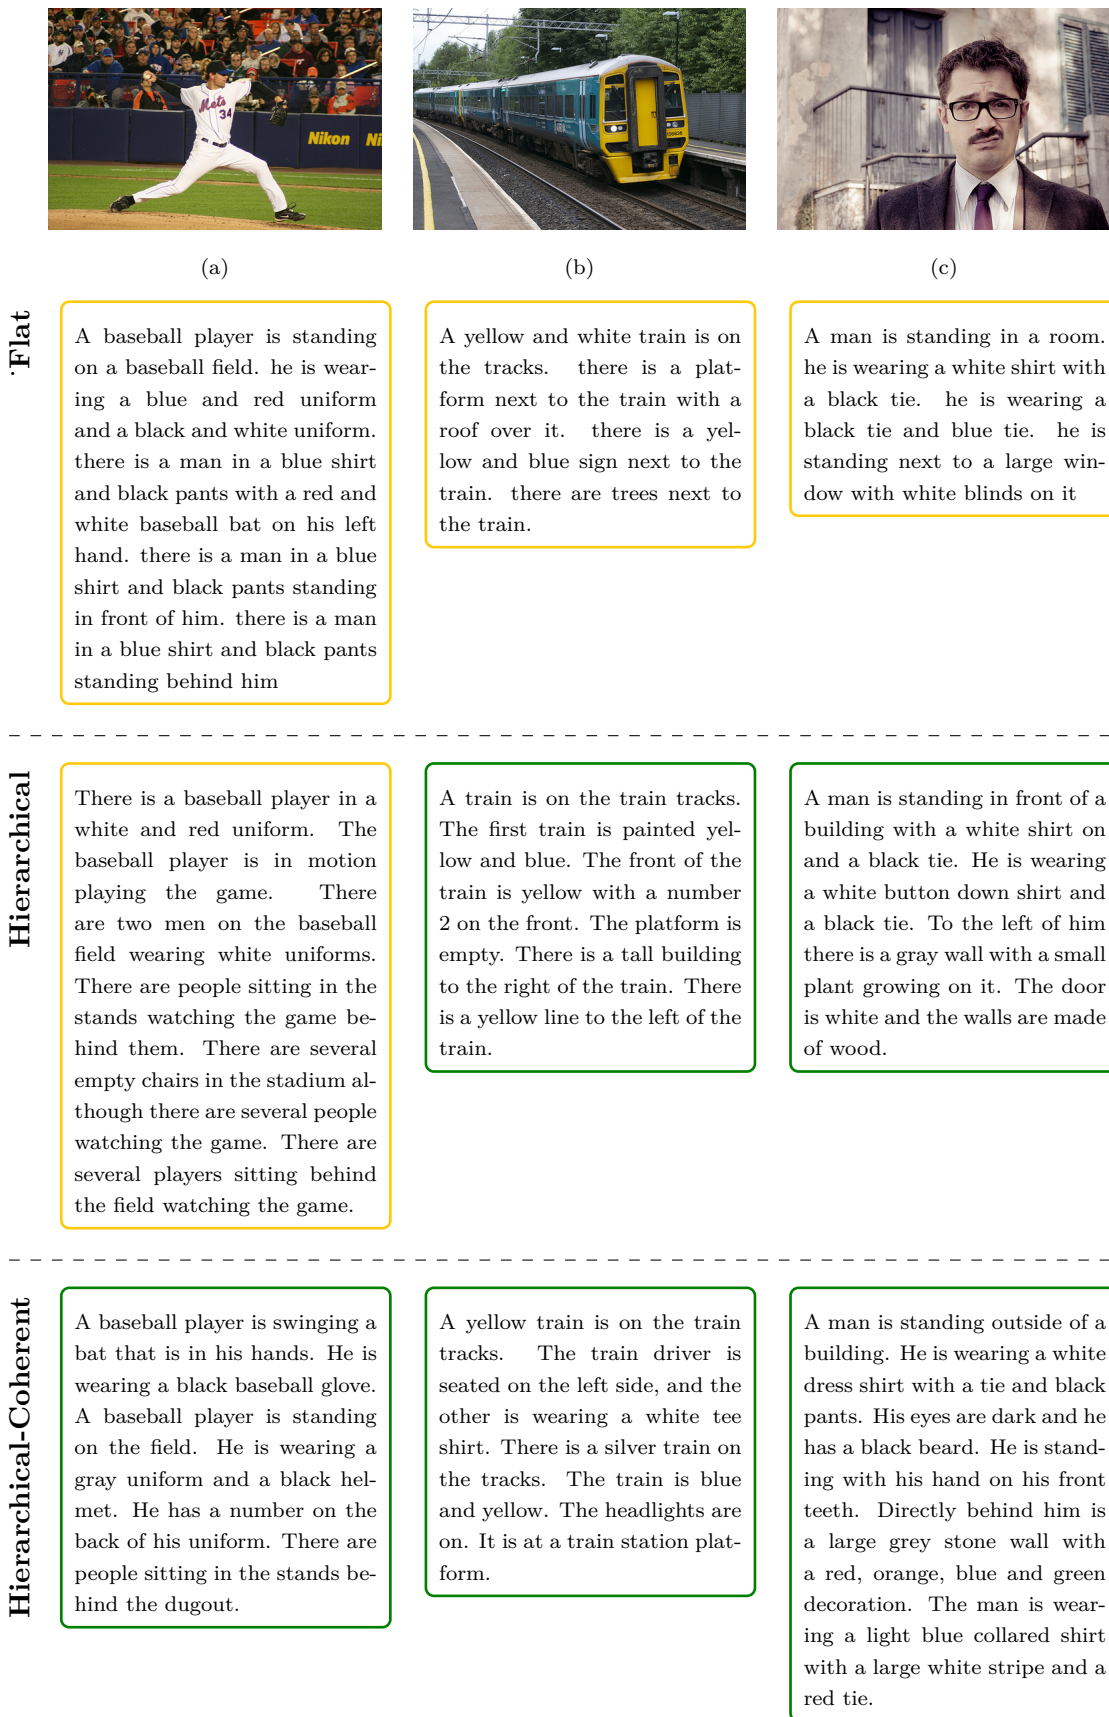 Mets
34
Nikon
Ni
(a)
(b)
(c)
Flat
A baseball player is standing
on a baseball field. he is wear-
ing a blue and red uniform
and a black and white uniform.
there is a man in a blue shirt
and black pants with a red and
white baseball bat on his left
hand. there is a man in a blue
shirt and black pants standing
in front of him. there is a man
in a blue shirt and black pants
standing behind him
A yellow and white train is on
the tracks. there is a plat-
form next to the train with a
roof over it. there is a yel-
low and blue sign next to the
train. there are trees next to
the train.
A man is standing in a room.
he is wearing a white shirt with
a black tie. he is wearing a
black tie and blue tie. he is
standing next to a large win-
dow with white blinds on it
Hierarchical
There is a baseball player in a
white and red uniform. The
baseball player is in motion
playing the game. There
are two men on the baseball
field wearing white uniforms.
There are people sitting in the
stands watching the game be-
hind them. There are several
empty chairs in the stadium al-
though there are several people
watching the game. There are
several players sitting behind
the field watching the game.
A train is on the train tracks.
The first train is painted yel-
low and blue. The front of the
train is yellow with a number
2 on the front. The platform is
empty. There is a tall building
to the right of the train. There
is a yellow line to the left of the
train.
A man is standing in front of a
building with a white shirt on
and a black tie. He is wearing
a white button down shirt and
a black tie. To the left of him
there is a gray wall with a small
plant growing on it. The door
is white and the walls are made
of wood.
Hierarchical-Coherent
A baseball player is swinging a
bat that is in his hands. He is
wearing a black baseball glove.
A baseball player is standing
on the field. He is wearing a
gray uniform and a black hel-
met. He has a number on the
back of his uniform. There are
people sitting in the stands be-
hind the dugout.
A yellow train is on the train
tracks. The train driver is
seated on the left side, and the
other is wearing a white tee
shirt. There is a silver train on
the tracks. The train is blue
and yellow. The headlights are
on. It is at a train station plat-
form.
A man is standing outside of a
building. He is wearing a white
dress shirt with a tie and black
pants. His eyes are dark and he
has a black beard. He is stand-
ing with his hand on his front
teeth. Directly behind him is
a large grey stone wall with
a red, orange, blue and green
decoration. The man is wear-
ing a light blue collared shirt
with a large white stripe and a
red tie.